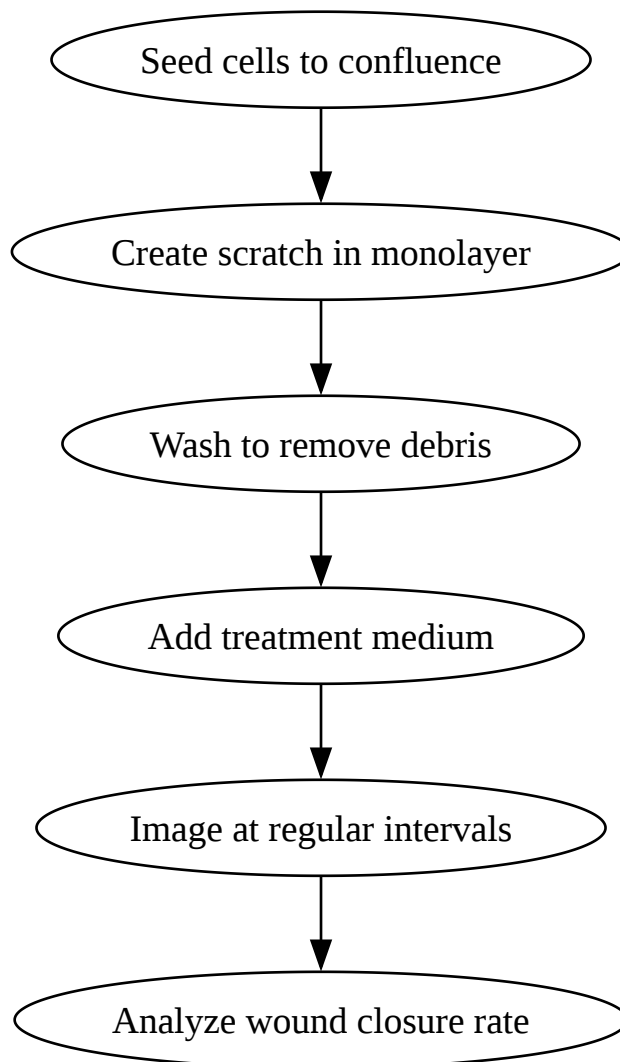 Seed cells to confluence
Create scratch in monolayer
Wash to remove debris
Add treatment medium
Image at regular intervals
Analyze wound closure rate